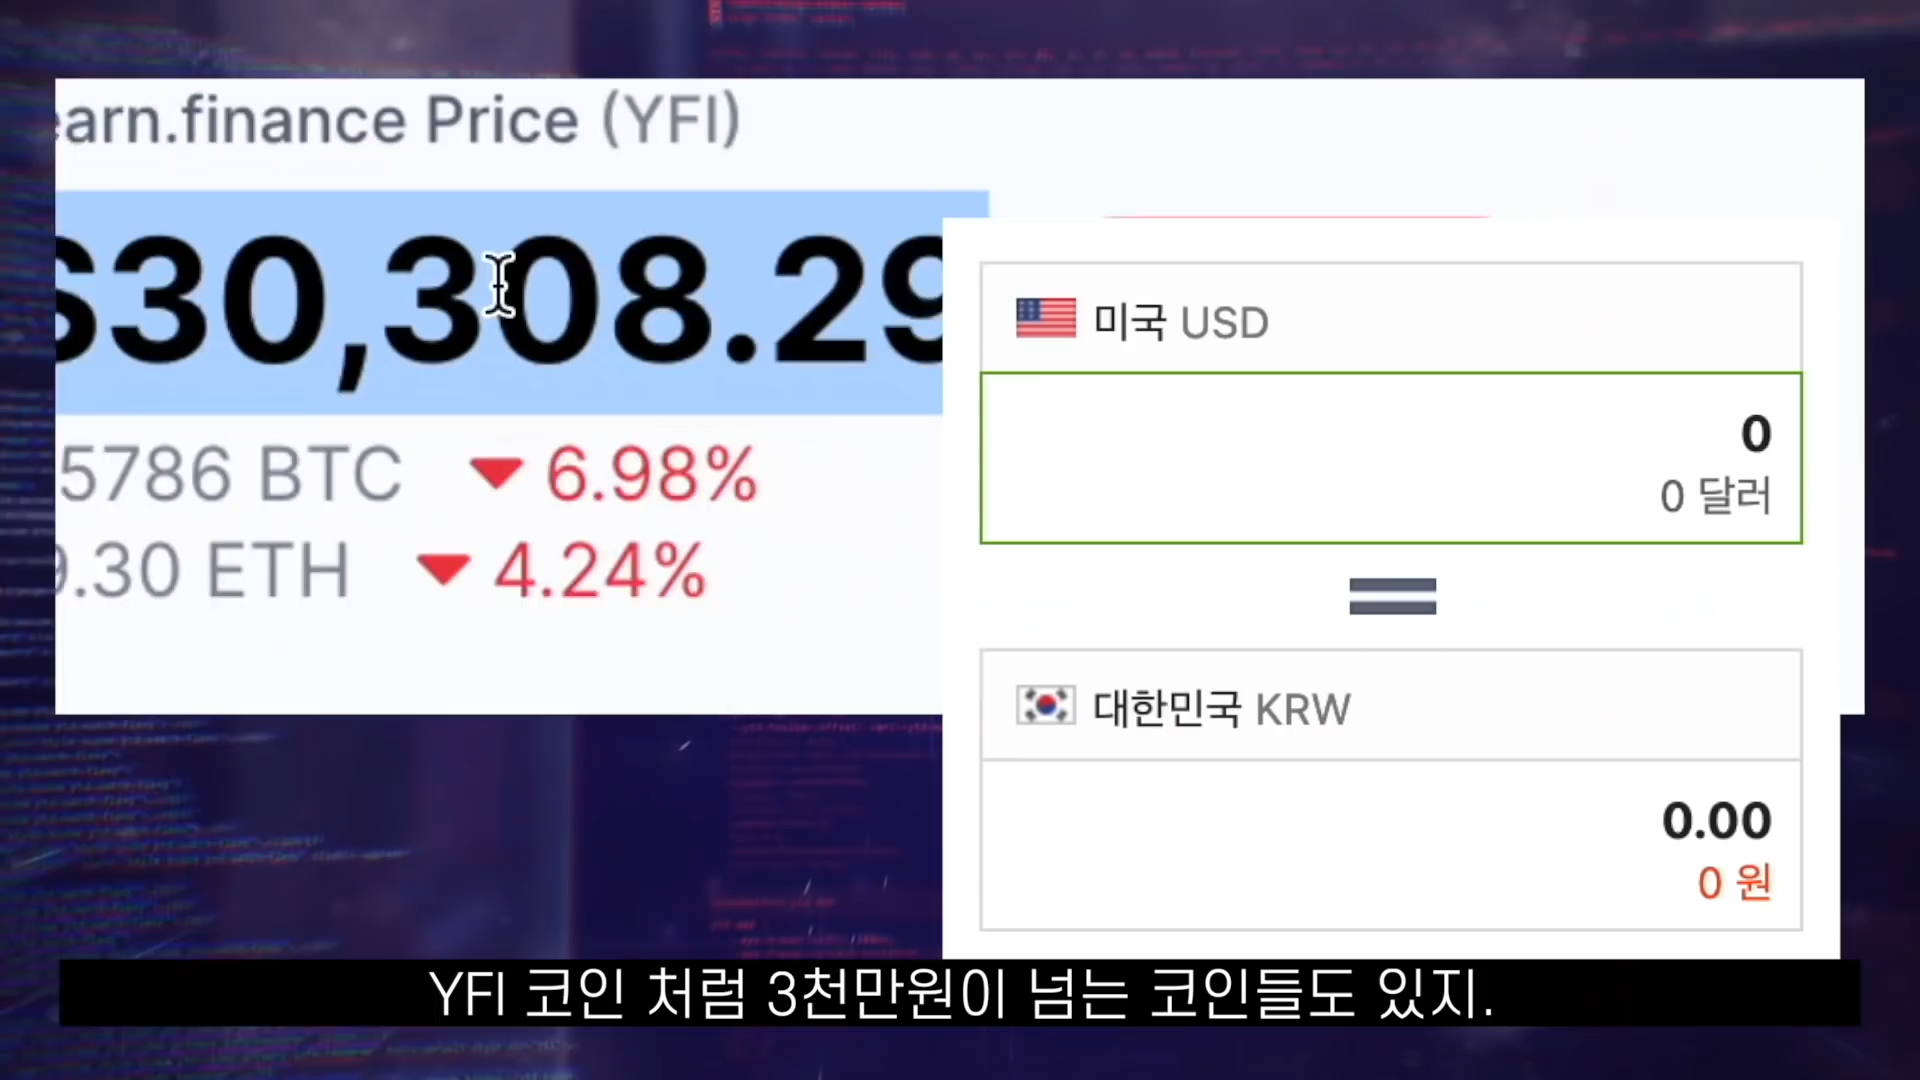 earn.finance Price (YFI)
$30,308.29
5786 BTC 6.98%
9.30 ETH 4.24%
미국 USD
0
0 달러
대한민국 KRW
0.00
0 원
YFI 코인 처럼 3천만원이 넘는 코인들도 있지.